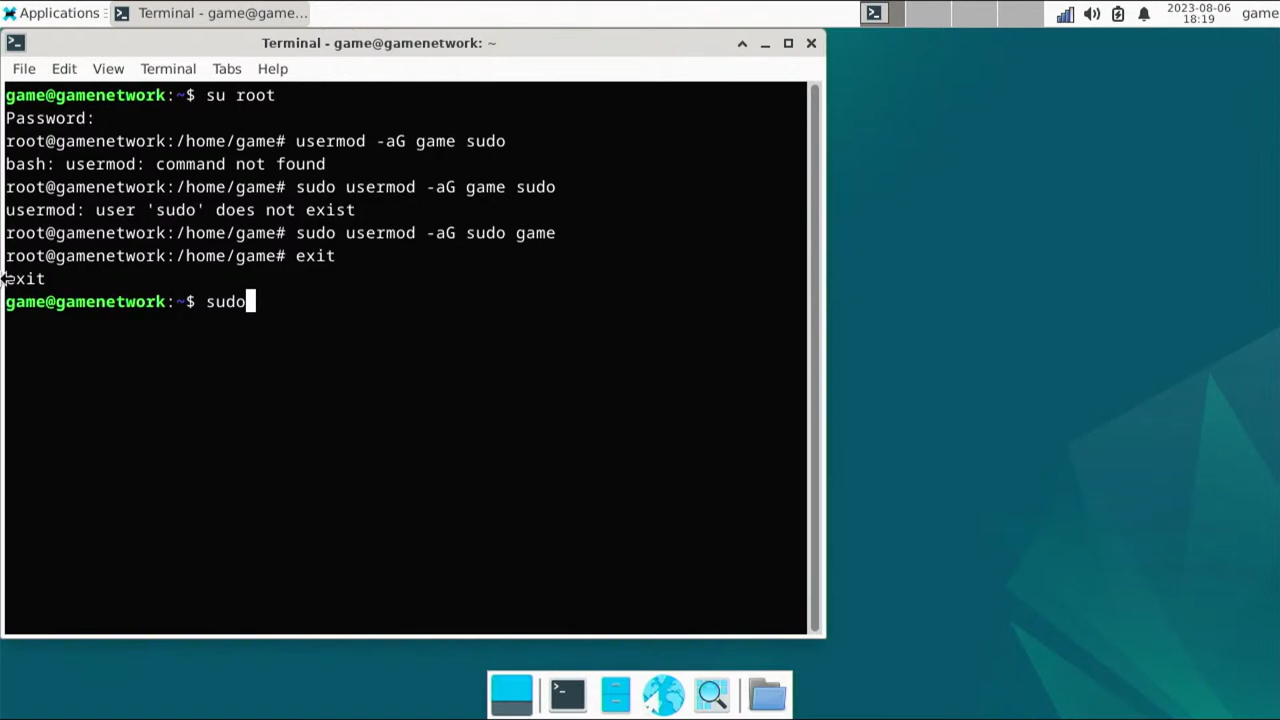 Applications
Terminal - game@game...
2023-08-06
18:19
game
Terminal - game@gamenetwork: ~
File Edit View Terminal Tabs Help
game@gamenetwork:~$ su root
Password:
root@gamenetwork:/home/game# usermod -aG game sudo
bash: usermod: command not found
root@gamenetwork:/home/game# sudo usermod -aG game sudo
usermod: user 'sudo' does not exist
root@gamenetwork:/home/game# sudo usermod -aG sudo game
root@gamenetwork:/home/game# exit
exit
game@gamenetwork:~$ sudo